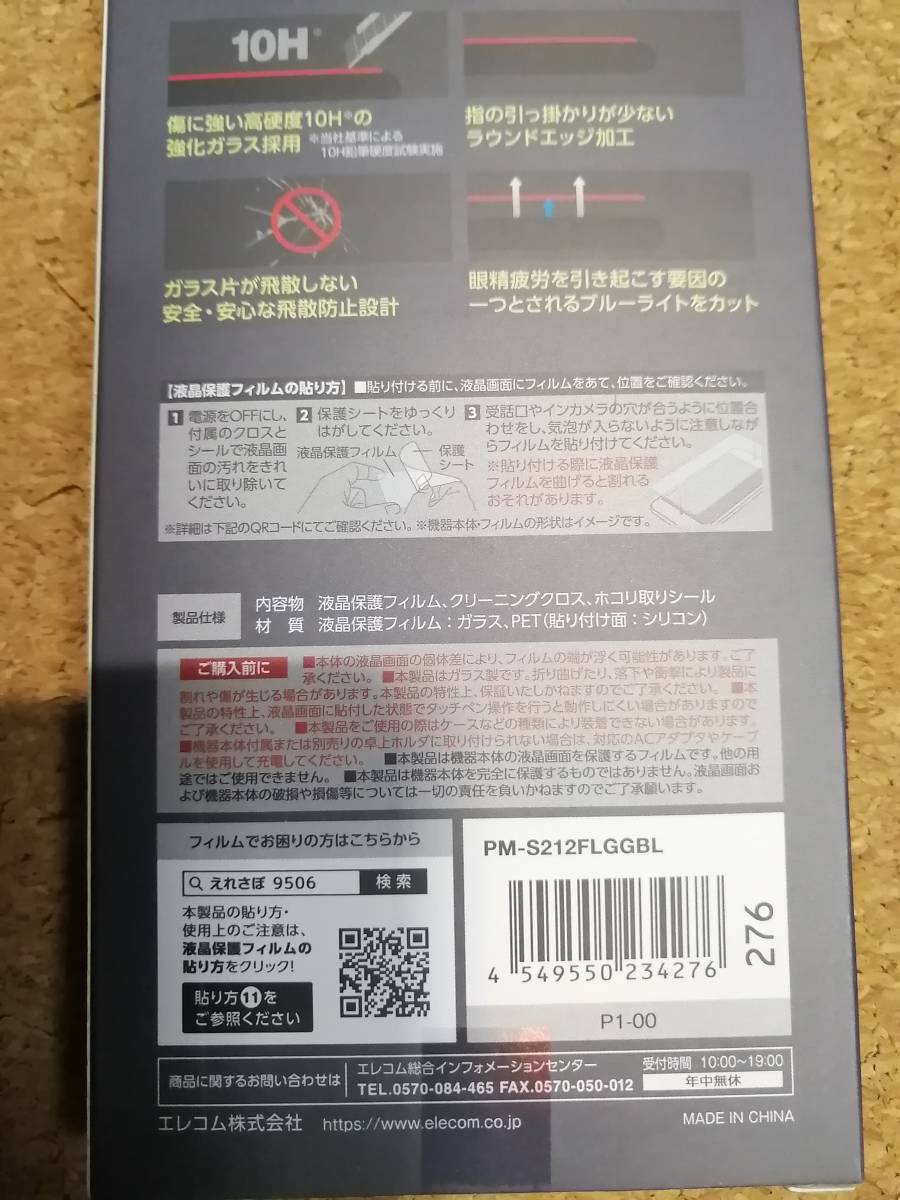 10H※
傷に強い高硬度10H※の
強化ガラス採用 ※当社基準による
10H鉛筆硬度試験実施
指の引っ掛かりが少ない
ラウンドエッジ加工
ガラス片が飛散しない
安全・安心な飛散防止設計
眼精疲労を引き起こす要因の
一つとされるブルーライトをカット
【液晶保護フィルムの貼り方】 ■貼り付ける前に、液晶画面にフィルムをあて、位置をご確認ください。
1 電源をOFFにし、
付属のクロスと
シールで液晶画
面の汚れをきれ
いに取り除いて
ください。
2 保護シートをゆっくり
はがしてください。
液晶保護フィルム
保護
シート
3 受話口やインカメラの穴が合うように位置合
わせをし、気泡が入らないように注意しなが
らフィルムを貼り付けてください。
※貼り付ける際に液晶保護
フィルムを曲げると割れる
おそれがあります。
※詳細は下記のQRコードにてご確認ください。※機器本体・フィルムの形状はイメージです。
製品仕様
内容物 液晶保護フィルム、クリーニングクロス、ホコリ取りシール
材 質 液晶保護フィルム：ガラス、PET（貼り付け面：シリコン）
ご購入前に ■本体の液晶画面の個体差により、フィルムの端が浮く可能性があります。ご了
承ください。 ■本製品はガラス製です。折り曲げたり、落下や衝撃により製品に
割れや傷が生じる場合があります。本製品の特性上、保証いたしかねますのでご了承ください。 ■本
製品の特性上、液晶画面に貼付した状態でタッチペン操作を行うと動作しにくい場合がありますので
ご了承ください。 ■本製品をご使用の際はケースなどの種類により装着できない場合があります。
■機器本体付属または別売りの卓上ホルダに取り付けられない場合は、対応のACアダプタやケーブ
ルを使用して充電してください。 ■本製品は機器本体の液晶画面を保護するフィルムです。他の用
途ではご使用できません。 ■本製品は機器本体を完全に保護するものではありません。液晶画面お
よび機器本体の破損や損傷等については一切の責任を負いかねますのでご了承願います。
フィルムでお困りの方はこちらから
えれさぽ 9506 検索
本製品の貼り方・
使用上のご注意は、
液晶保護フィルムの
貼り方をクリック!
貼り方⑪を
ご参照ください
PM-S212FLGGBL
4 549550 234276
276
P1-00
商品に関するお問い合わせは
エレコム総合インフォメーションセンター
TEL.0570-084-465 FAX.0570-050-012
受付時間 10:00〜19:00
年中無休
エレコム株式会社 https://www.elecom.co.jp
MADE IN CHINA